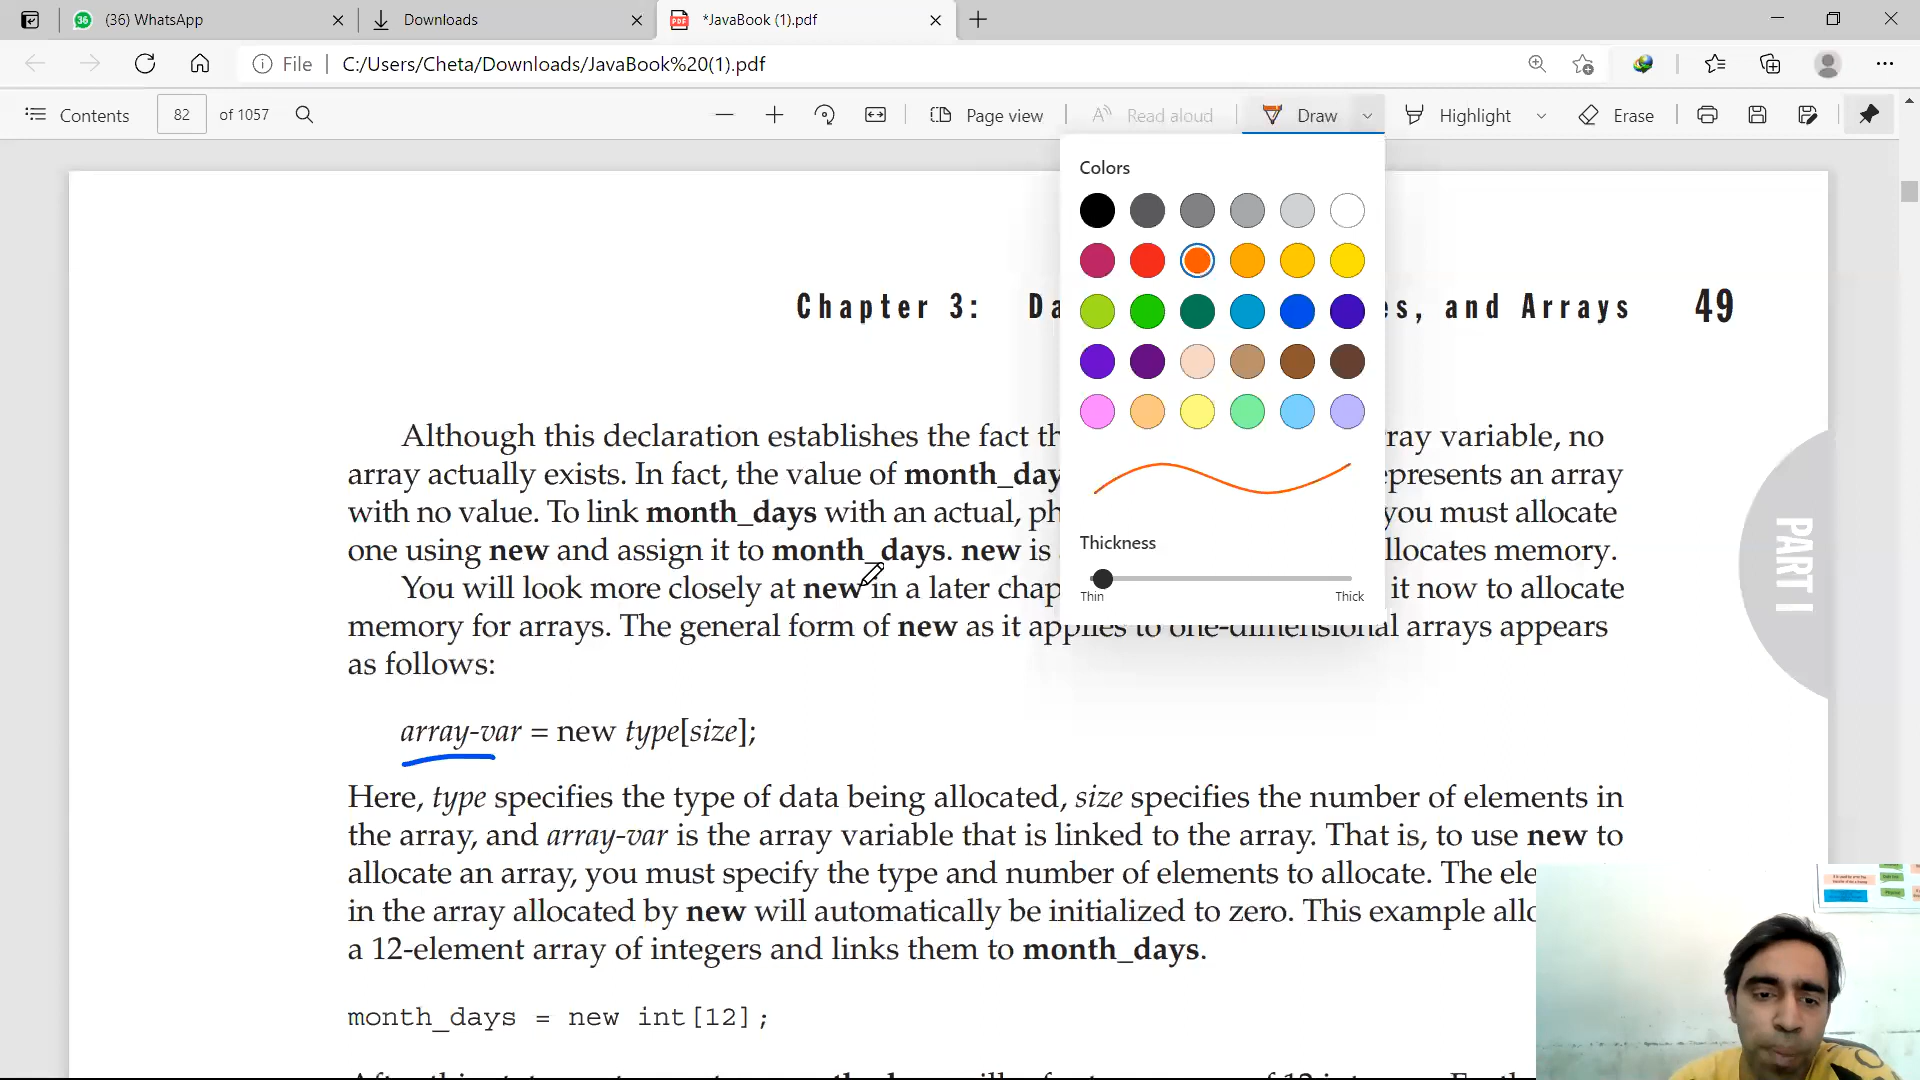 36 (36) WhatsApp
Downloads
PDF *JavaBook (1).pdf
File C:/Users/Cheta/Downloads/JavaBook%20(1).pdf
Contents 82 of 1057 Page view Read aloud Draw Highlight Erase
Colors
Chapter 3: Da es, and Arrays 49
Although this declaration establishes the fact th ray variable, no
array actually exists. In fact, the value of month_day epresents an array
with no value. To link month_days with an actual, ph you must allocate
one using new and assign it to month_days. new is llocates memory.
Thickness
Thin Thick
You will look more closely at new in a later chap it now to allocate
memory for arrays. The general form of new as it applies to one-dimensional arrays appears
as follows:
PART I
array-var = new type[size];
Here, type specifies the type of data being allocated, size specifies the number of elements in
the array, and array-var is the array variable that is linked to the array. That is, to use new to
allocate an array, you must specify the type and number of elements to allocate. The ele
in the array allocated by new will automatically be initialized to zero. This example allo
a 12-element array of integers and links them to month_days.
month_days = new int[12];